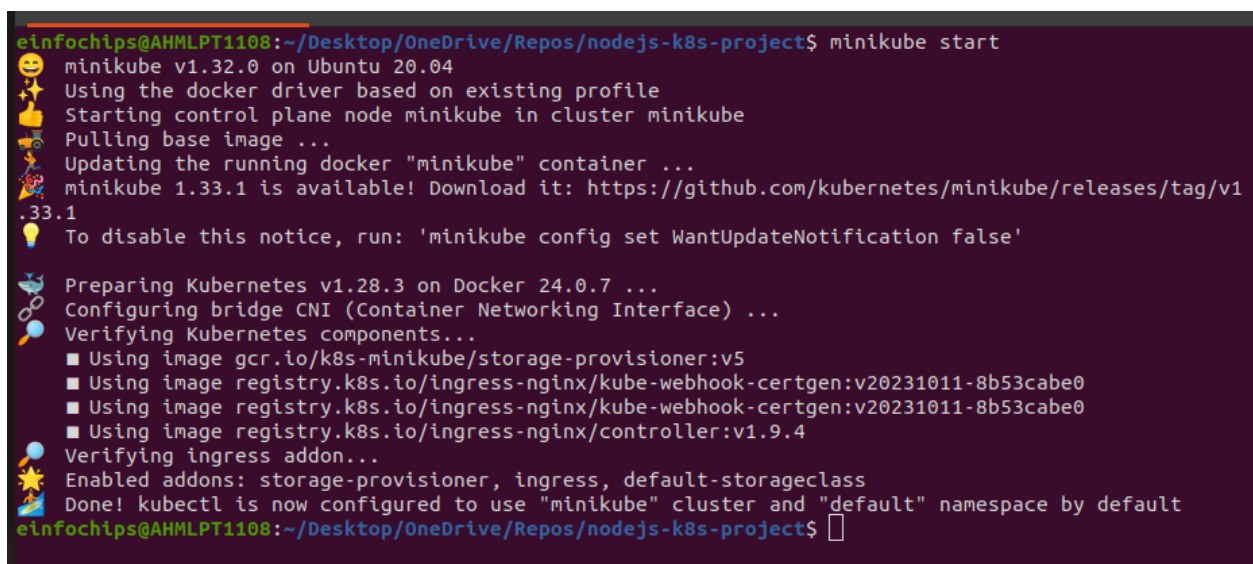 einfochips@AHMLPT1108:~/Desktop/OneDrive/Repos/nodejs-k8s-project$ minikube start
😄 minikube v1.32.0 on Ubuntu 20.04
✨ Using the docker driver based on existing profile
👍 Starting control plane node minikube in cluster minikube
🚜 Pulling base image ...
🏃 Updating the running docker "minikube" container ...
🎉 minikube 1.33.1 is available! Download it: https://github.com/kubernetes/minikube/releases/tag/v1
.33.1
💡 To disable this notice, run: 'minikube config set WantUpdateNotification false'
🐳 Preparing Kubernetes v1.28.3 on Docker 24.0.7 ...
🔗 Configuring bridge CNI (Container Networking Interface) ...
🔎 Verifying Kubernetes components...
■ Using image gcr.io/k8s-minikube/storage-provisioner:v5
■ Using image registry.k8s.io/ingress-nginx/kube-webhook-certgen:v20231011-8b53cabe0
■ Using image registry.k8s.io/ingress-nginx/kube-webhook-certgen:v20231011-8b53cabe0
■ Using image registry.k8s.io/ingress-nginx/controller:v1.9.4
🔎 Verifying ingress addon...
🌟 Enabled addons: storage-provisioner, ingress, default-storageclass
🏄 Done! kubectl is now configured to use "minikube" cluster and "default" namespace by default
einfochips@AHMLPT1108:~/Desktop/OneDrive/Repos/nodejs-k8s-project$